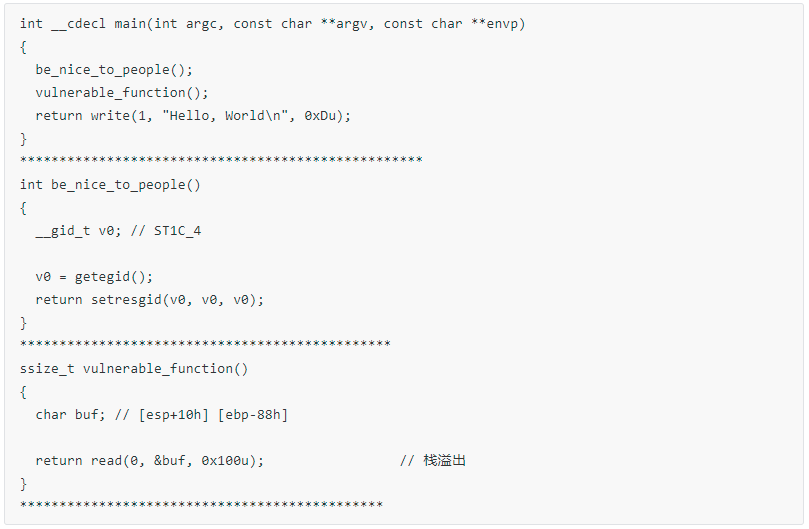 int __cdecl main(int argc, const char **argv, const char **envp)
{
  be_nice_to_people();
  vulnerable_function();
  return write(1, "Hello, World\n", 0xDu);
}
***************************************************
int be_nice_to_people()
{
  __gid_t v0; // ST1C_4

  v0 = getegid();
  return setresgid(v0, v0, v0);
}
***********************************************
ssize_t vulnerable_function()
{
  char buf; // [esp+10h] [ebp-88h]

  return read(0, &buf, 0x100u);                 // 栈溢出
}
**********************************************